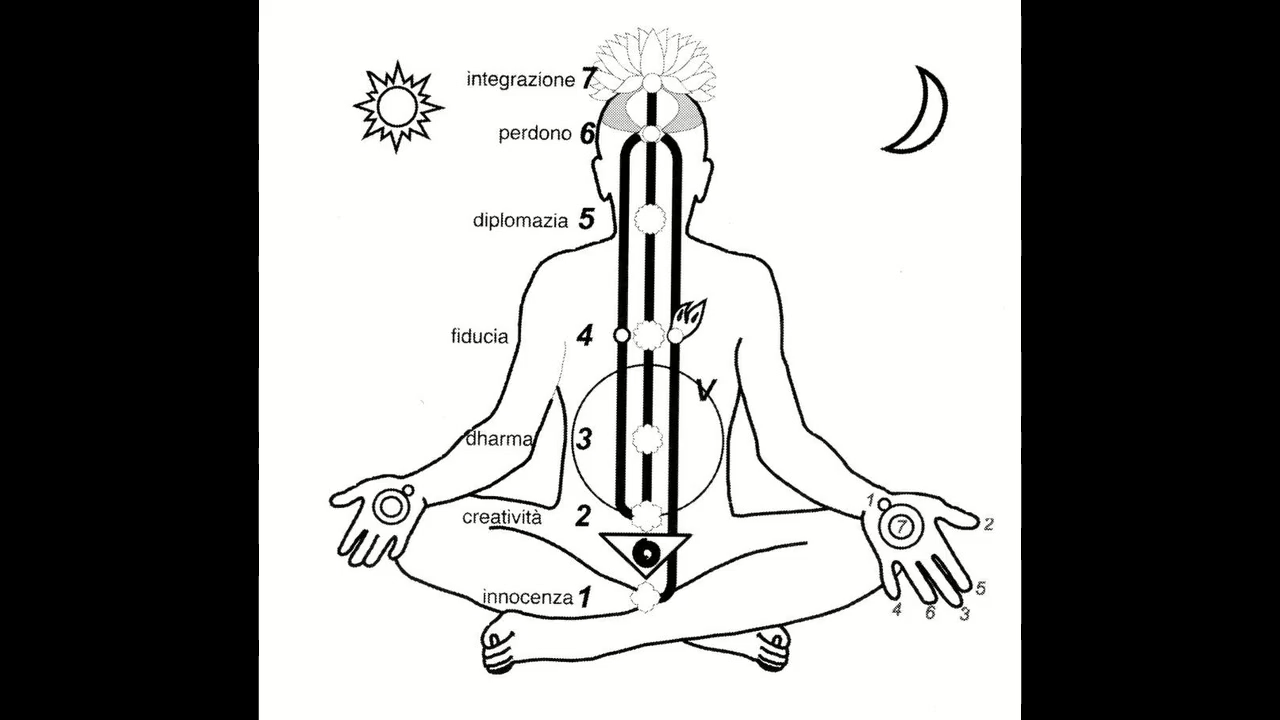 integrazione 7
perdono 6
diplomazia 5
fiducia 4
V
dharma 3
creatività 2
innocenza 1
1
7
2
5
4
6
3